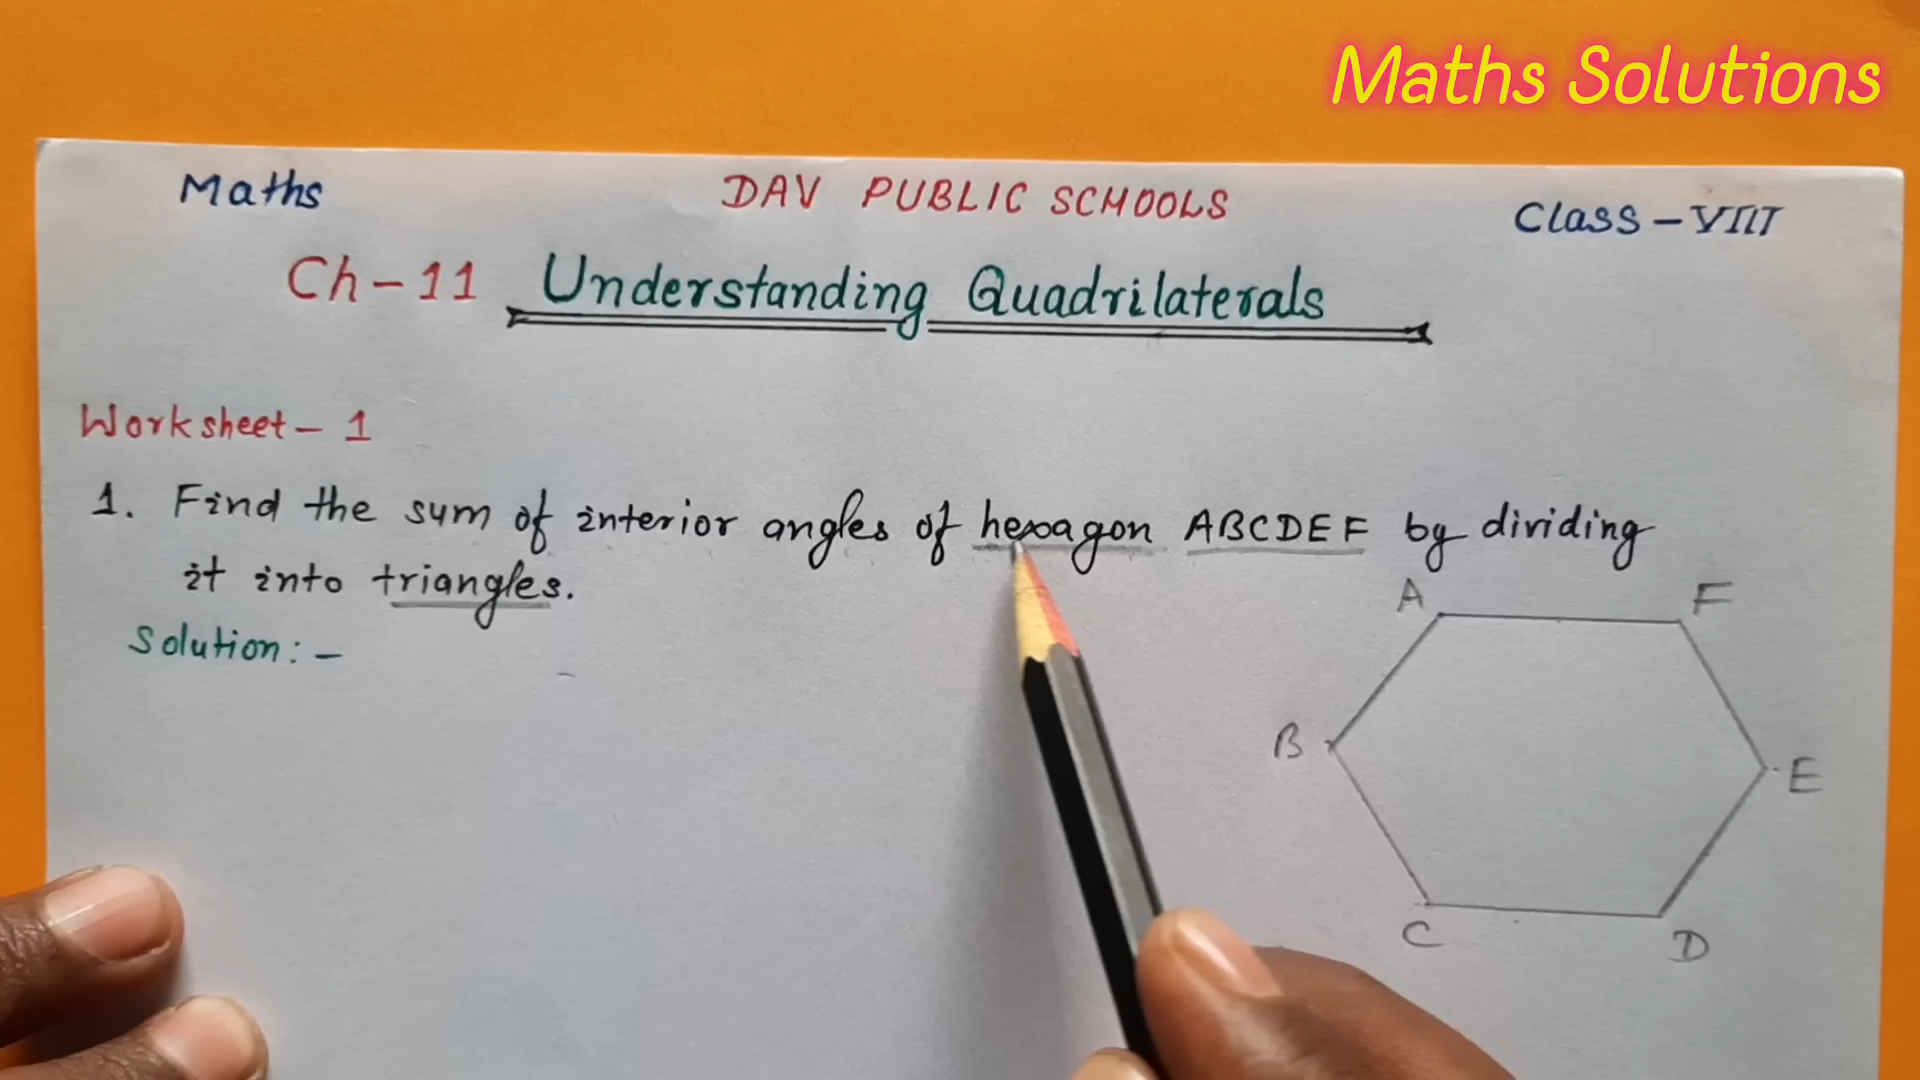 Maths Solutions
Maths DAV PUBLIC SCHOOLS Class - VIII
Ch - 11 Understanding Quadrilaterals
Worksheet - 1
1. Find the sum of interior angles of hexagon ABCDEF by dividing
it into triangles.
Solution: -
A F
B E
C D